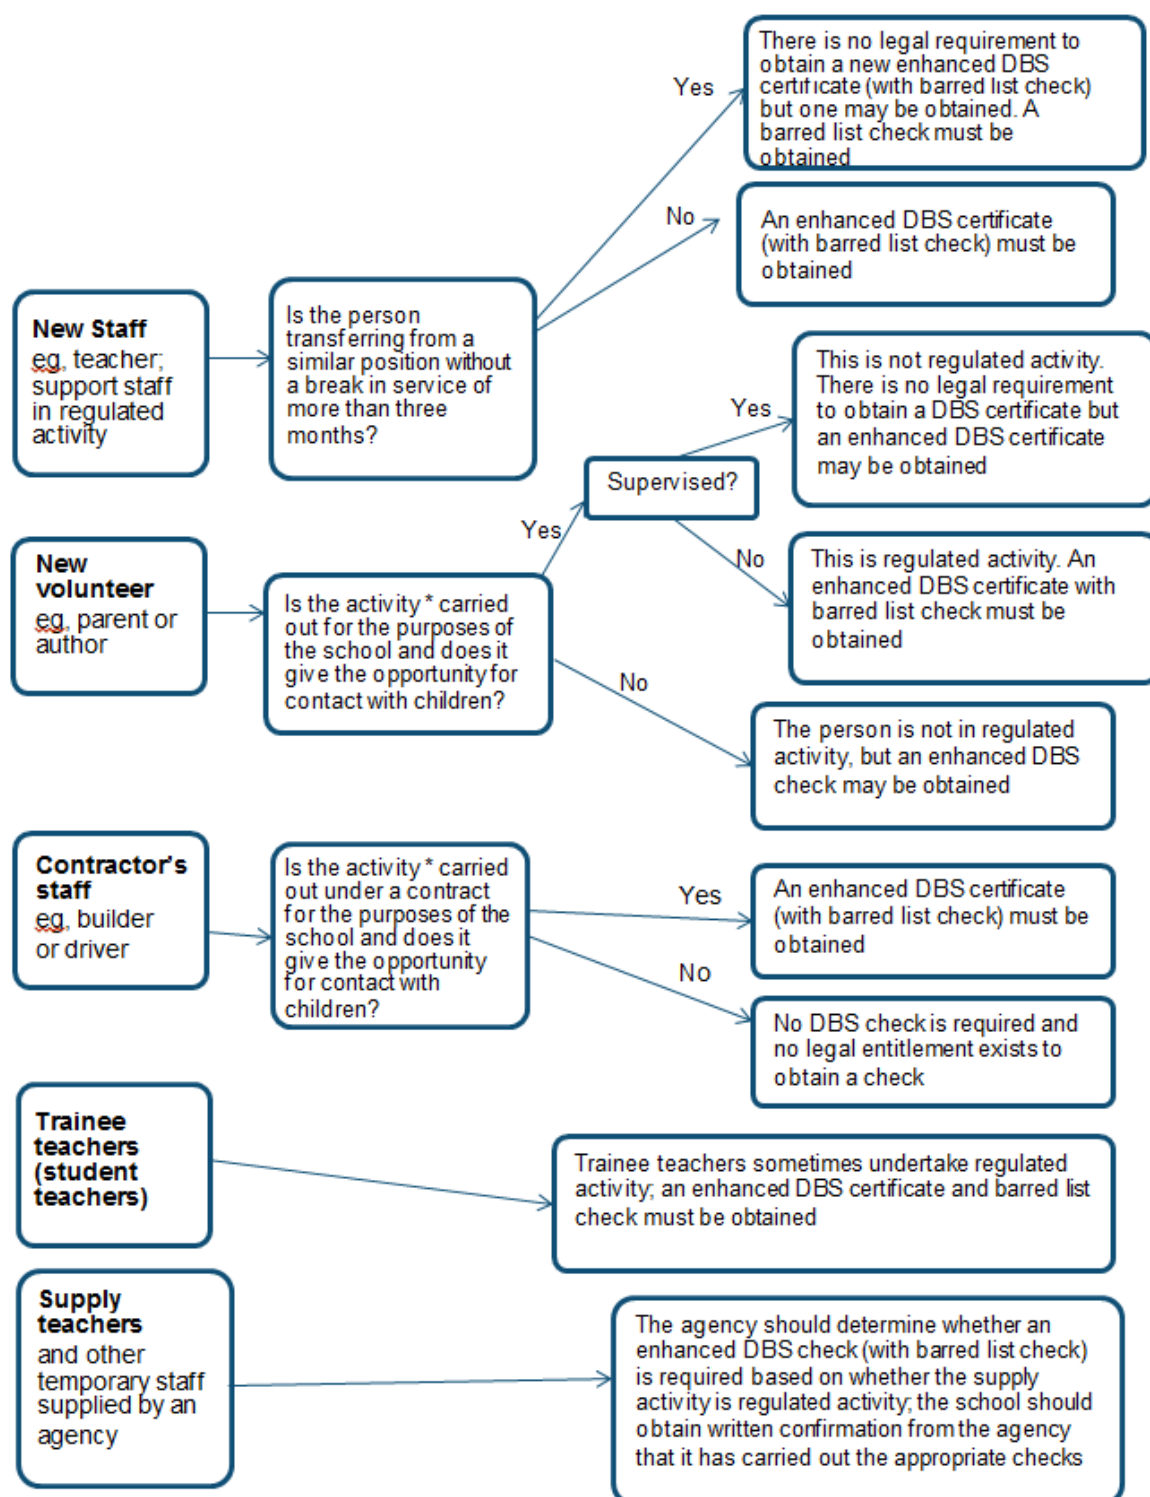 There is no legal requirement to
obtain a new enhanced DBS
certificate (with barred list check)
but one may be obtained. A
barred list check must be
obtained
Yes
No
An enhanced DBS certificate
(with barred list check) must be
obtained
New Staff
eg, teacher;
support staff
in regulated
activity
Is the person
transferring from a
similar position without
a break in service of
more than three
months?
This is not regulated activity.
There is no legal requirement
to obtain a DBS certificate but
an enhanced DBS certificate
may be obtained
Yes
Supervised?
Yes
No
This is regulated activity. An
enhanced DBS certificate with
barred list check must be
obtained
New
volunteer
eg, parent or
author
Is the activity * carried
out for the purposes of
the school and does it
give the opportunity for
contact with children?
No
The person is not in regulated
activity, but an enhanced DBS
check may be obtained
Contractor's
staff
eg, builder
or driver
Is the activity * carried
out under a contract
for the purposes of the
school and does it
give the opportunity
for contact with
children?
Yes
An enhanced DBS certificate
(with barred list check) must be
obtained
No
No DBS check is required and
no legal entitlement exists to
obtain a check
Trainee
teachers
(student
teachers)
Trainee teachers sometimes undertake regulated
activity; an enhanced DBS certificate and barred list
check must be obtained
Supply
teachers
and other
temporary staff
supplied by an
agency
The agency should determine whether an
enhanced DBS check (with barred list check)
is required based on whether the supply
activity is regulated activity; the school should
obtain written confirmation from the agency
that it has carried out the appropriate checks